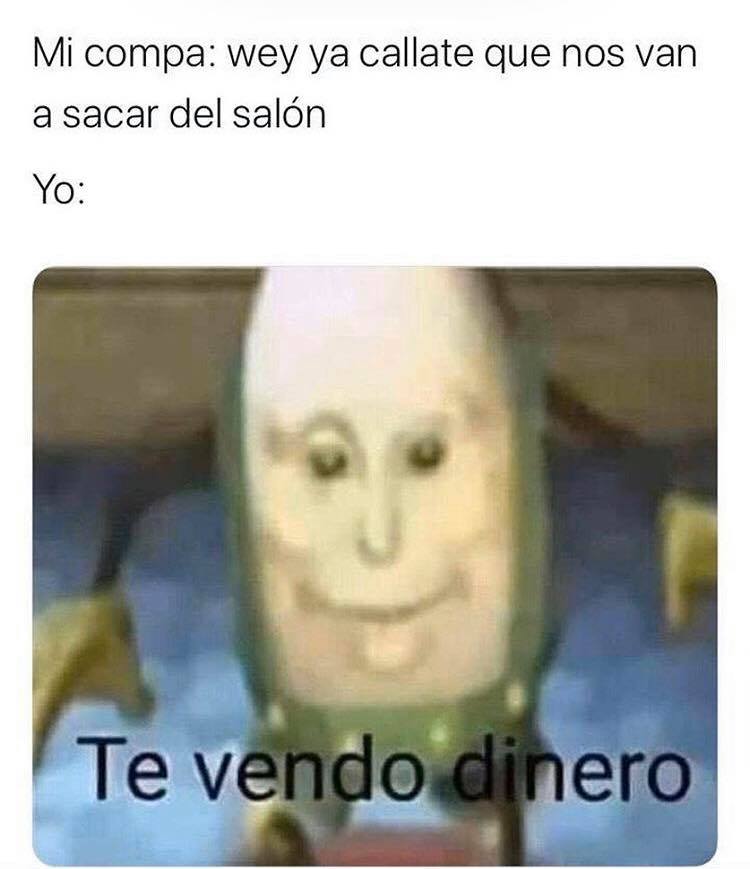 Mi compa: wey ya callate que nos van
a sacar del salón
Yo:
Te vendo dinero